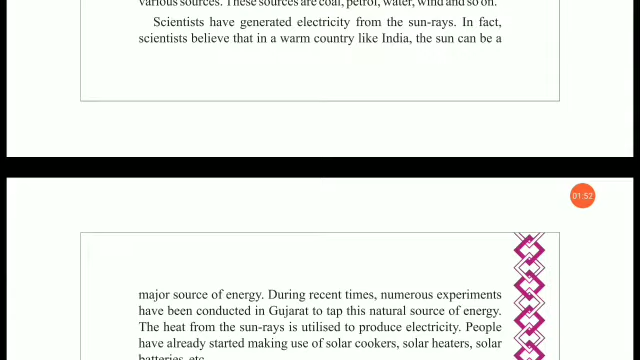 various sources. These sources are coal, petrol, water, wind and so on.
Scientists have generated electricity from the sun-rays. In fact,
scientists believe that in a warm country like India, the sun can be a
01:52
major source of energy. During recent times, numerous experiments
have been conducted in Gujarat to tap this natural source of energy.
The heat from the sun-rays is utilised to produce electricity. People
have already started making use of solar cookers, solar heaters, solar
batteries, etc.